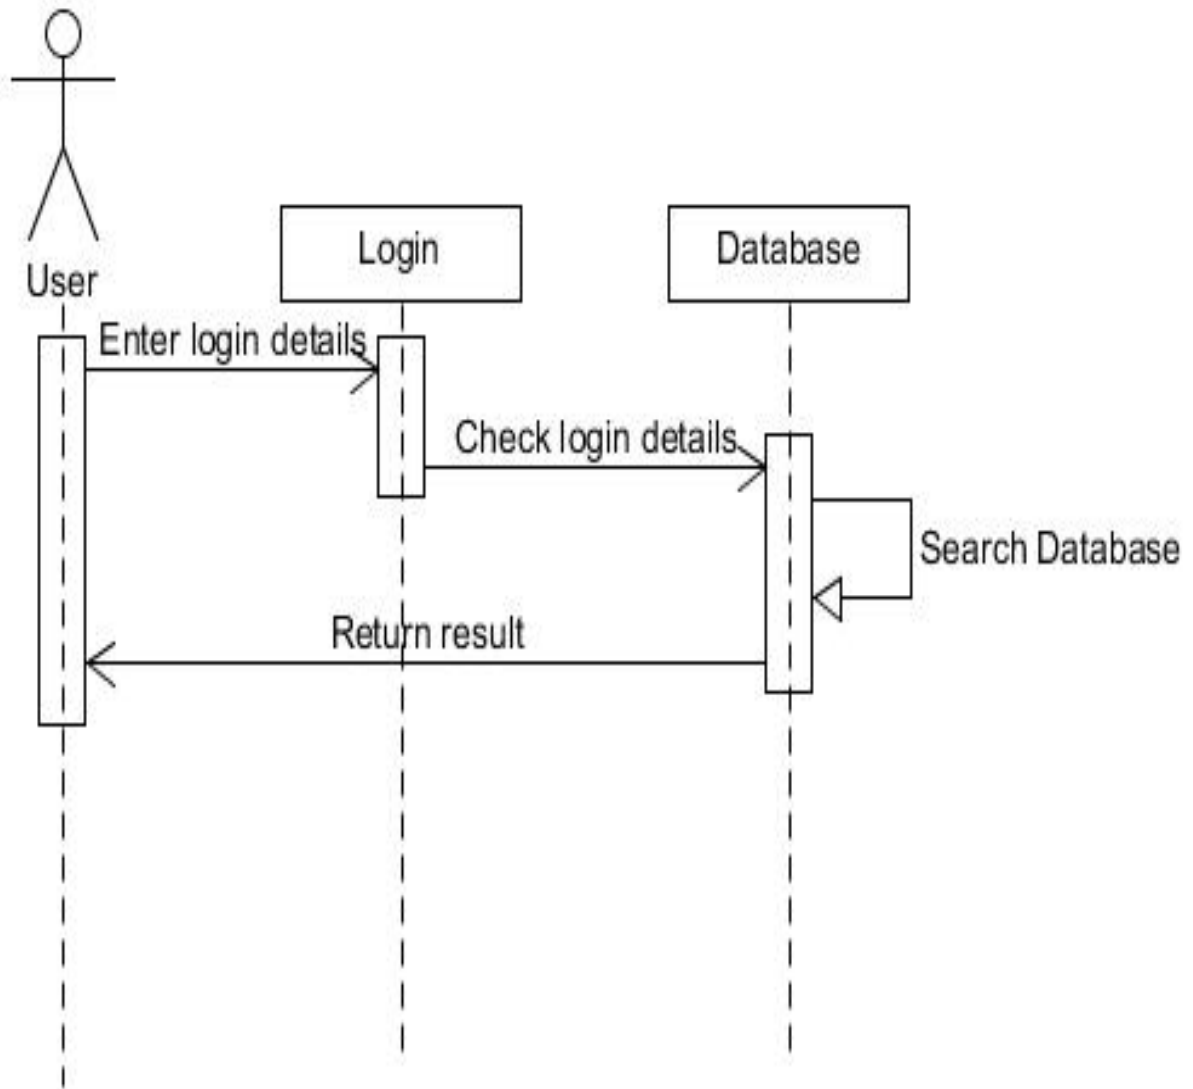 Login
Database
User
Enter login details
Check login details
Search Database
Return result